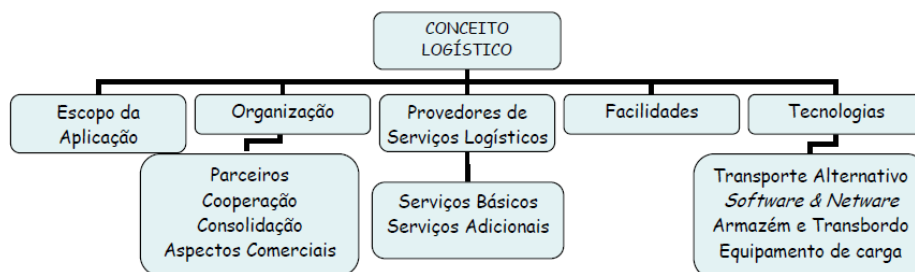 CONCEITO
LOGÍSTICO
Escopo da
Aplicação
Organização
Provedores de
Serviços Logísticos
Facilidades
Tecnologias
Parceiros
Cooperação
Consolidação
Aspectos Comerciais
Serviços Básicos
Serviços Adicionais
Transporte Alternativo
Software & Netware
Armazém e Transbordo
Equipamento de carga